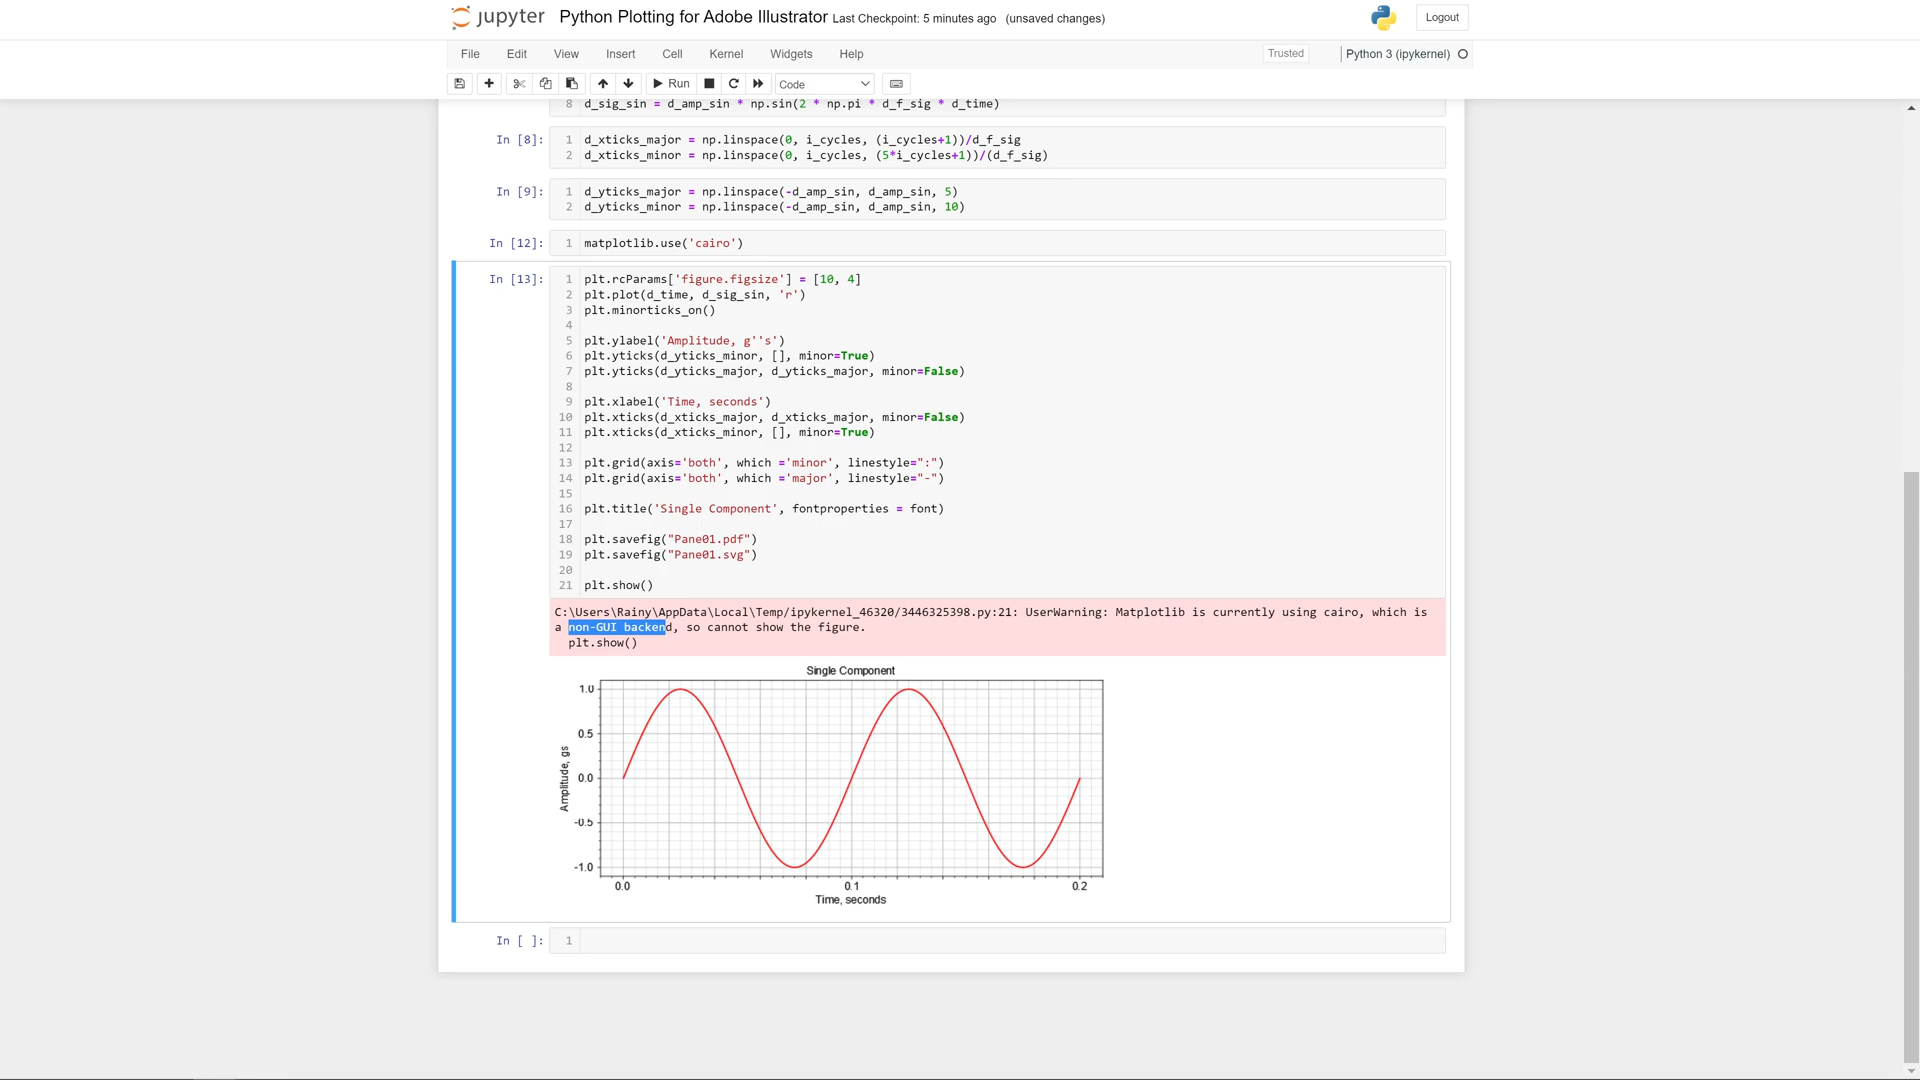 jupyter Python Plotting for Adobe Illustrator Last Checkpoint: 5 minutes ago (unsaved changes) Logout
File Edit View Insert Cell Kernel Widgets Help Trusted Python 3 (ipykernel)
Run Code
8 d_sig_sin = d_amp_sin * np.sin(2 * np.pi * d_f_sig * d_time)
In [8]: 1 d_xticks_major = np.linspace(0, i_cycles, (i_cycles+1))/d_f_sig
2 d_xticks_minor = np.linspace(0, i_cycles, (5*i_cycles+1))/(d_f_sig)
In [9]: 1 d_yticks_major = np.linspace(-d_amp_sin, d_amp_sin, 5)
2 d_yticks_minor = np.linspace(-d_amp_sin, d_amp_sin, 10)
In [12]: 1 matplotlib.use('cairo')
In [13]: 1 plt.rcParams['figure.figsize'] = [10, 4]
2 plt.plot(d_time, d_sig_sin, 'r')
3 plt.minorticks_on()
4
5 plt.ylabel('Amplitude, g''s')
6 plt.yticks(d_yticks_minor, [], minor=True)
7 plt.yticks(d_yticks_major, d_yticks_major, minor=False)
8
9 plt.xlabel('Time, seconds')
10 plt.xticks(d_xticks_major, d_xticks_major, minor=False)
11 plt.xticks(d_xticks_minor, [], minor=True)
12
13 plt.grid(axis='both', which ='minor', linestyle=":")
14 plt.grid(axis='both', which ='major', linestyle="-")
15
16 plt.title('Single Component', fontproperties = font)
17
18 plt.savefig("Pane01.pdf")
19 plt.savefig("Pane01.svg")
20
21 plt.show()
C:\Users\Rainy\AppData\Local\Temp/ipykernel_46320/3446325398.py:21: UserWarning: Matplotlib is currently using cairo, which is
a non-GUI backend, so cannot show the figure.
plt.show()
Single Component
1.0
0.5
0.0
-0.5
-1.0
Amplitude, gs
0.0 0.1 0.2
Time, seconds
In [ ]: 1